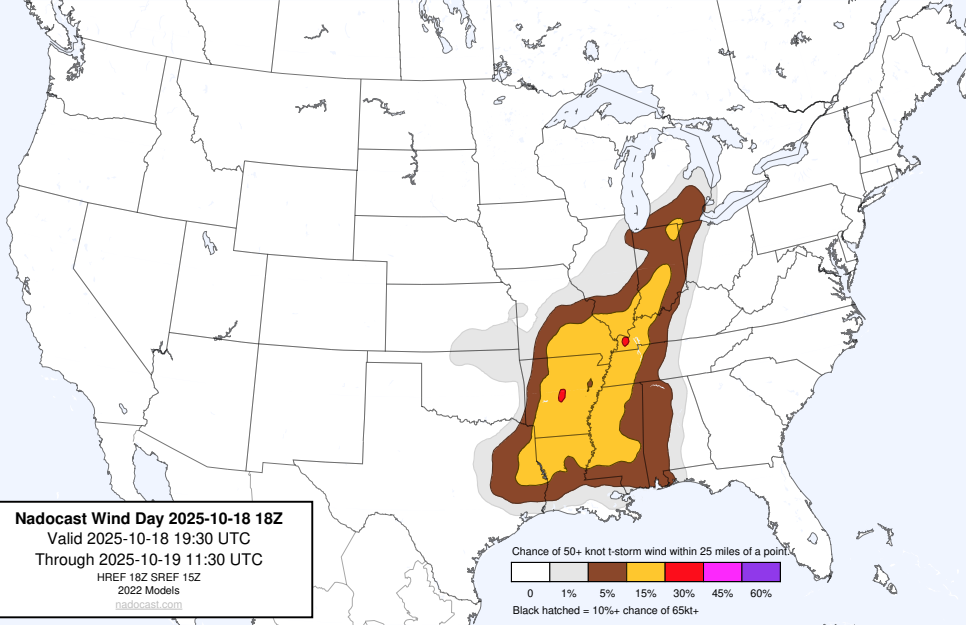 Nadocast Wind Day 2025-10-18 18Z
Valid 2025-10-18 19:30 UTC
Through 2025-10-19 11:30 UTC
HREF 18Z SREF 15Z
2022 Models
nadocast.com
Chance of 50+ knot t-storm wind within 25 miles of a point.
0 1% 5% 15% 30% 45% 60%
Black hatched = 10%+ chance of 65kt+